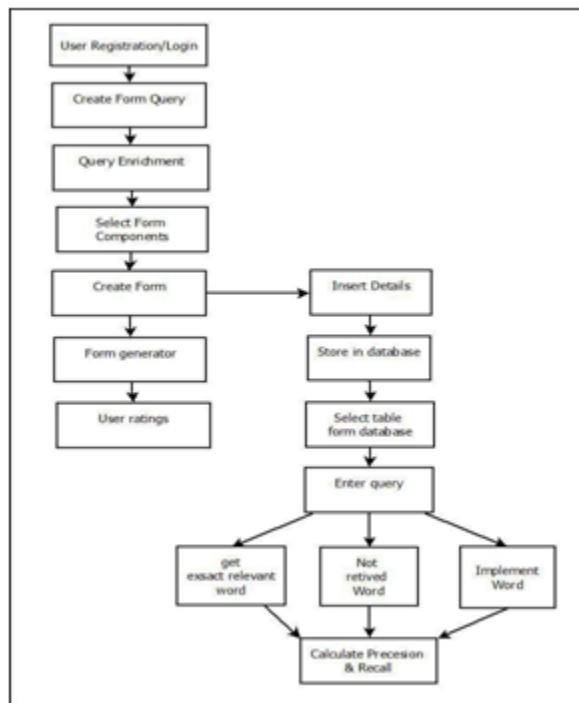 User Registration/Login
Create Form Query
Query Enrichment
Select Form
Components
Create Form
Form generator
User ratings
Insert Details
Store in database
Select table
form database
Enter query
get
exsact relevant
word
Not
retived
Word
Implement
Word
Calculate Precesion
& Recall